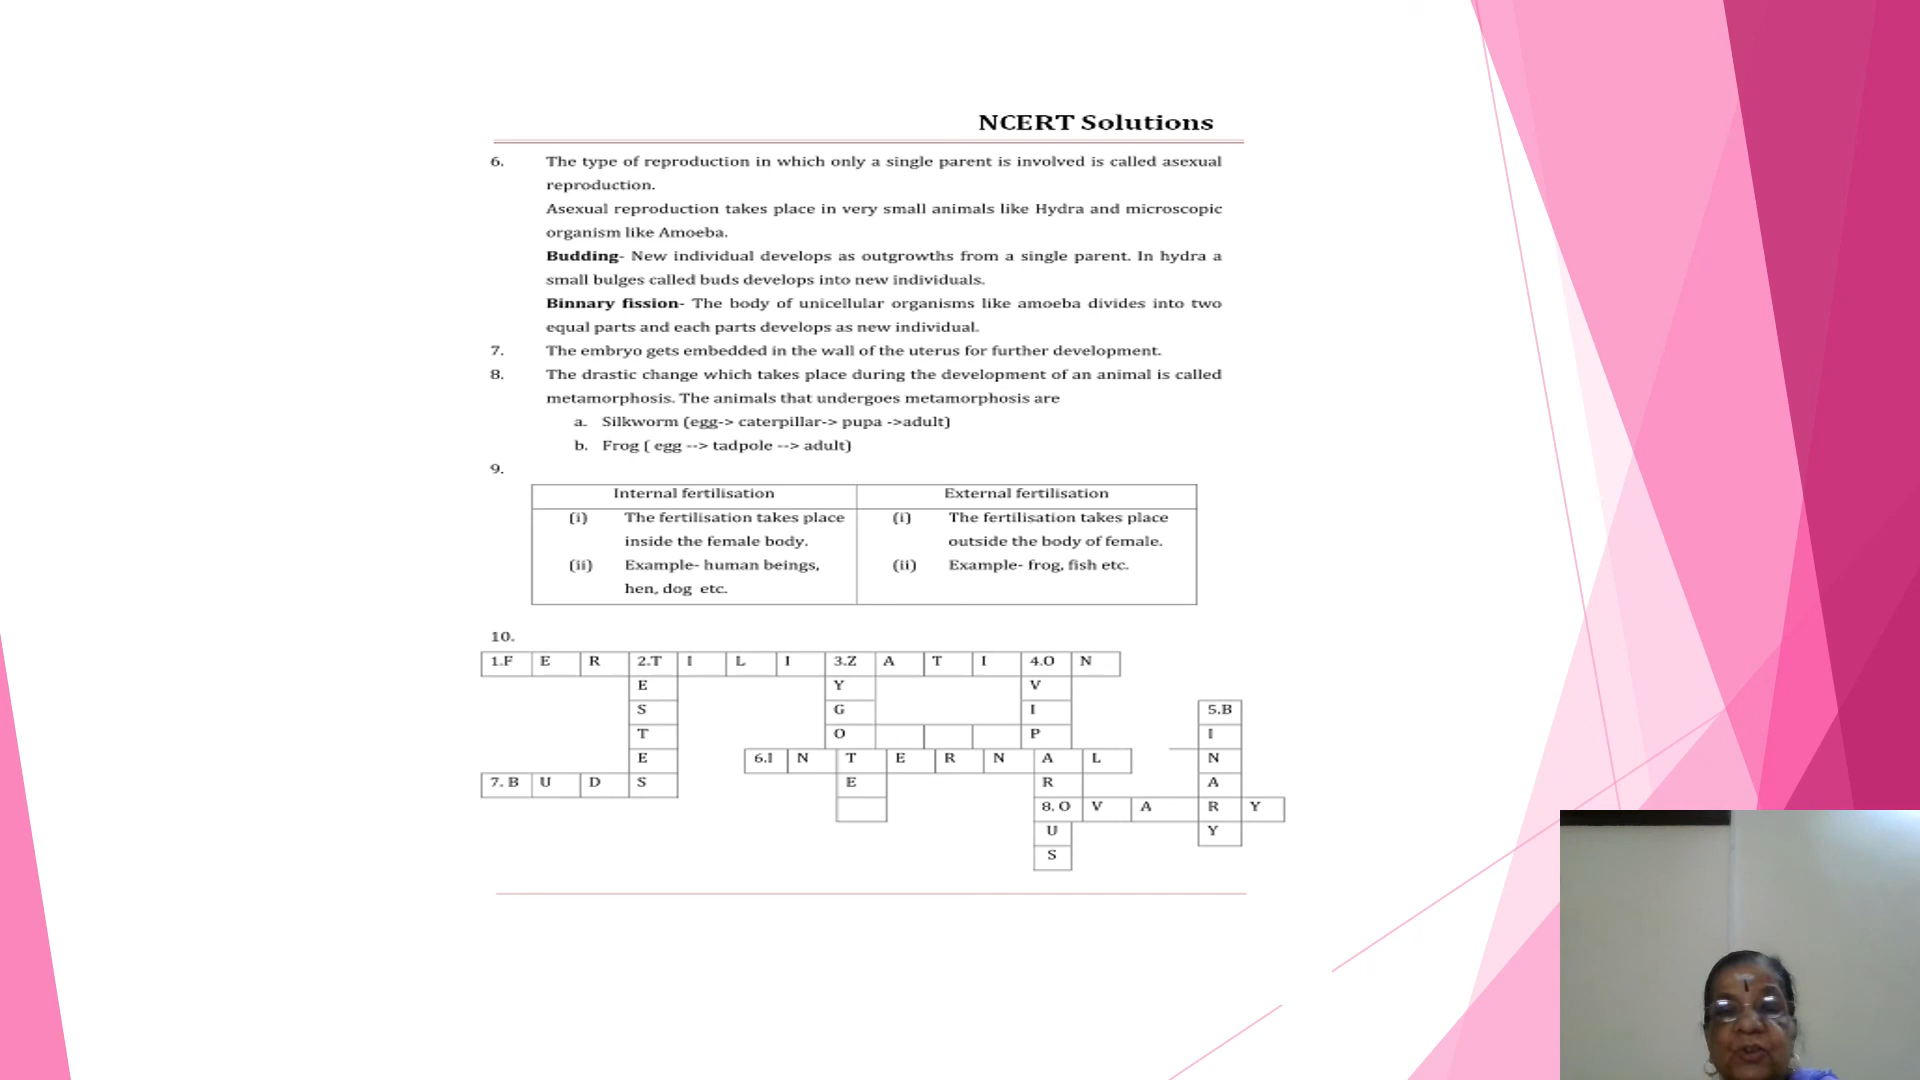 NCERT Solutions
6. The type of reproduction in which only a single parent is involved is called asexual
reproduction.
Asexual reproduction takes place in very small animals like Hydra and microscopic
organism like Amoeba.
Budding- New individual develops as outgrowths from a single parent. In hydra a
small bulges called buds develops into new individuals.
Binnary fission- The body of unicellular organisms like amoeba divides into two
equal parts and each parts develops as new individual.
7. The embryo gets embedded in the wall of the uterus for further development.
8. The drastic change which takes place during the development of an animal is called
metamorphosis. The animals that undergoes metamorphosis are
a. Silkworm (egg-> caterpillar-> pupa ->adult)
b. Frog ( egg --> tadpole --> adult)
9.
Internal fertilisation External fertilisation
(i) The fertilisation takes place (i) The fertilisation takes place
inside the female body. outside the body of female.
(ii) Example- human beings, (ii) Example- frog, fish etc.
hen, dog etc.
10.
1.F E R 2.T I L I 3.Z A T I 4.O N
E Y V
S G I 5.B
T O P I
E 6.I N T E R N A L N
7. B U D S E R A
8. O V A R Y
U Y
S